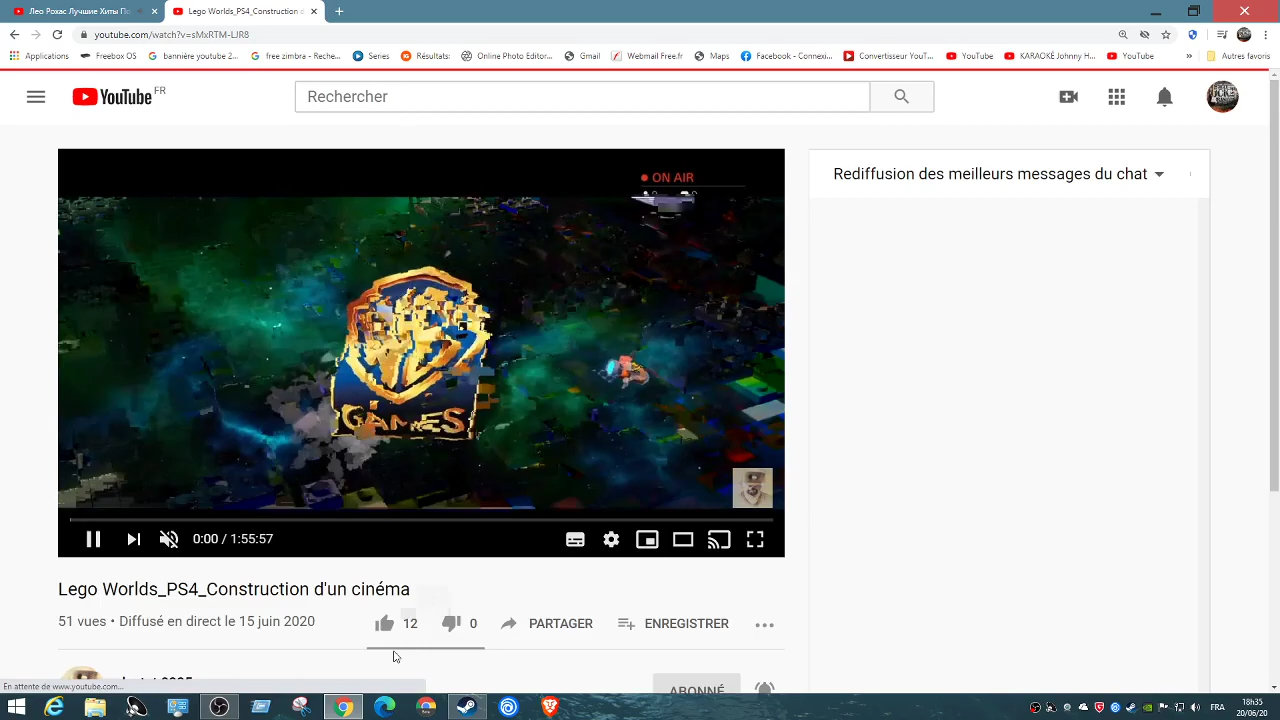 Лео Рохас Лучшие Хиты П
Lego Worlds_PS4_Construction d
youtube.com/watch?v=sMxRTM-LJR8
Applications
Freebox OS
bannière youtube 2...
free zimbra - Reche...
Series
Résultats:
Online Photo Editor...
Gmail
Webmail Free.fr
Maps
Facebook - Connexi...
Convertisseur YouT...
YouTube
KARAOKÉ Johnny H...
YouTube
»
Autres favoris
YouTube FR
Rechercher
ON AIR
GAMES
0:00 / 1:55:57
Rediffusion des meilleurs messages du chat
Lego Worlds_PS4_Construction d'un cinéma
51 vues • Diffusé en direct le 15 juin 2020
12
0
PARTAGER
ENREGISTRER
ABONNÉ
En attente de www.youtube.com...
FRA
18h35
20/06/20